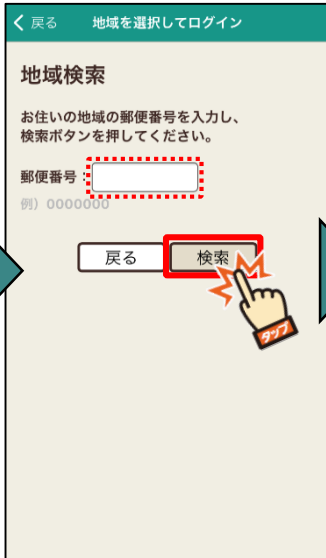 戻る 地域を選択してログイン
地域検索
お住いの地域の郵便番号を入力し、
検索ボタンを押してください。
郵便番号：
例）0000000
戻る 検索
タップ